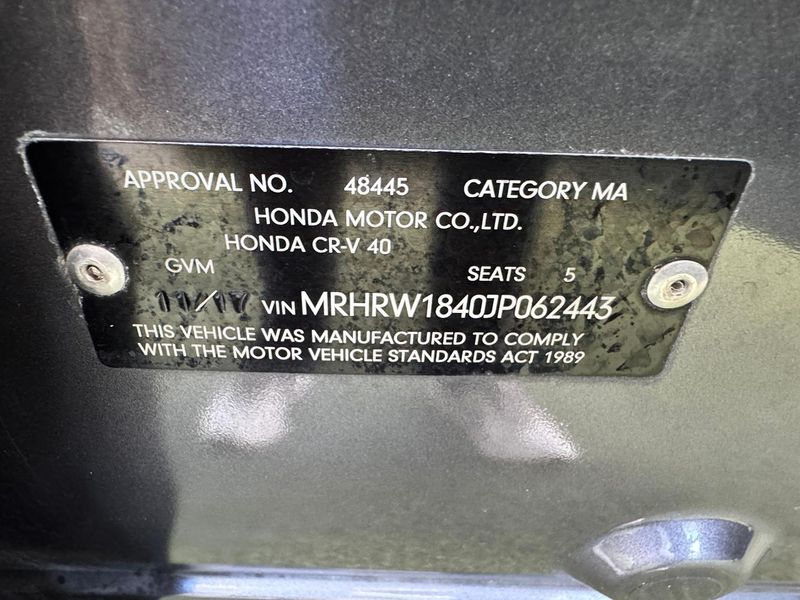 APPROVAL NO. 48445 CATEGORY MA
HONDA MOTOR CO.,LTD.
HONDA CR-V 40
GVM SEATS 5
11/17 VIN MRHRW1840JP062443
THIS VEHICLE WAS MANUFACTURED TO COMPLY
WITH THE MOTOR VEHICLE STANDARDS ACT 1989